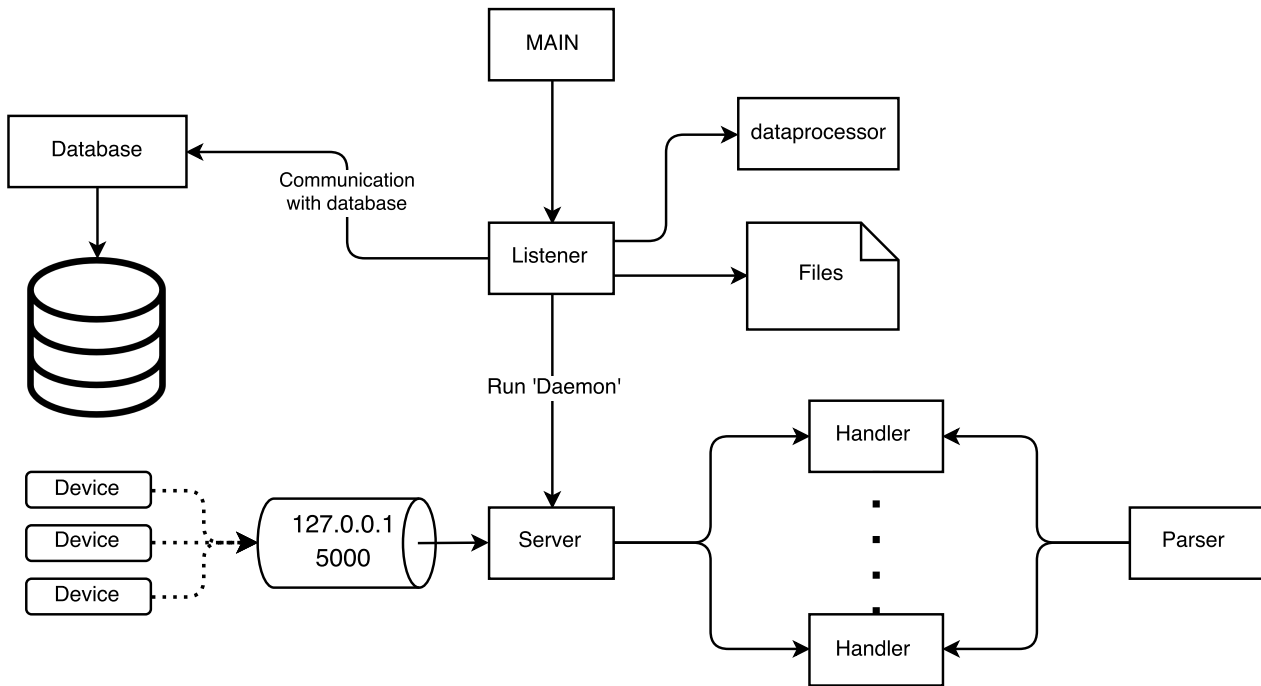 MAIN
dataprocessor
Database
Communication
with database
Listener
Files
Run 'Daemon'
Handler
Device
127.0.0.1
5000
Device
Server
Parser
Device
Handler